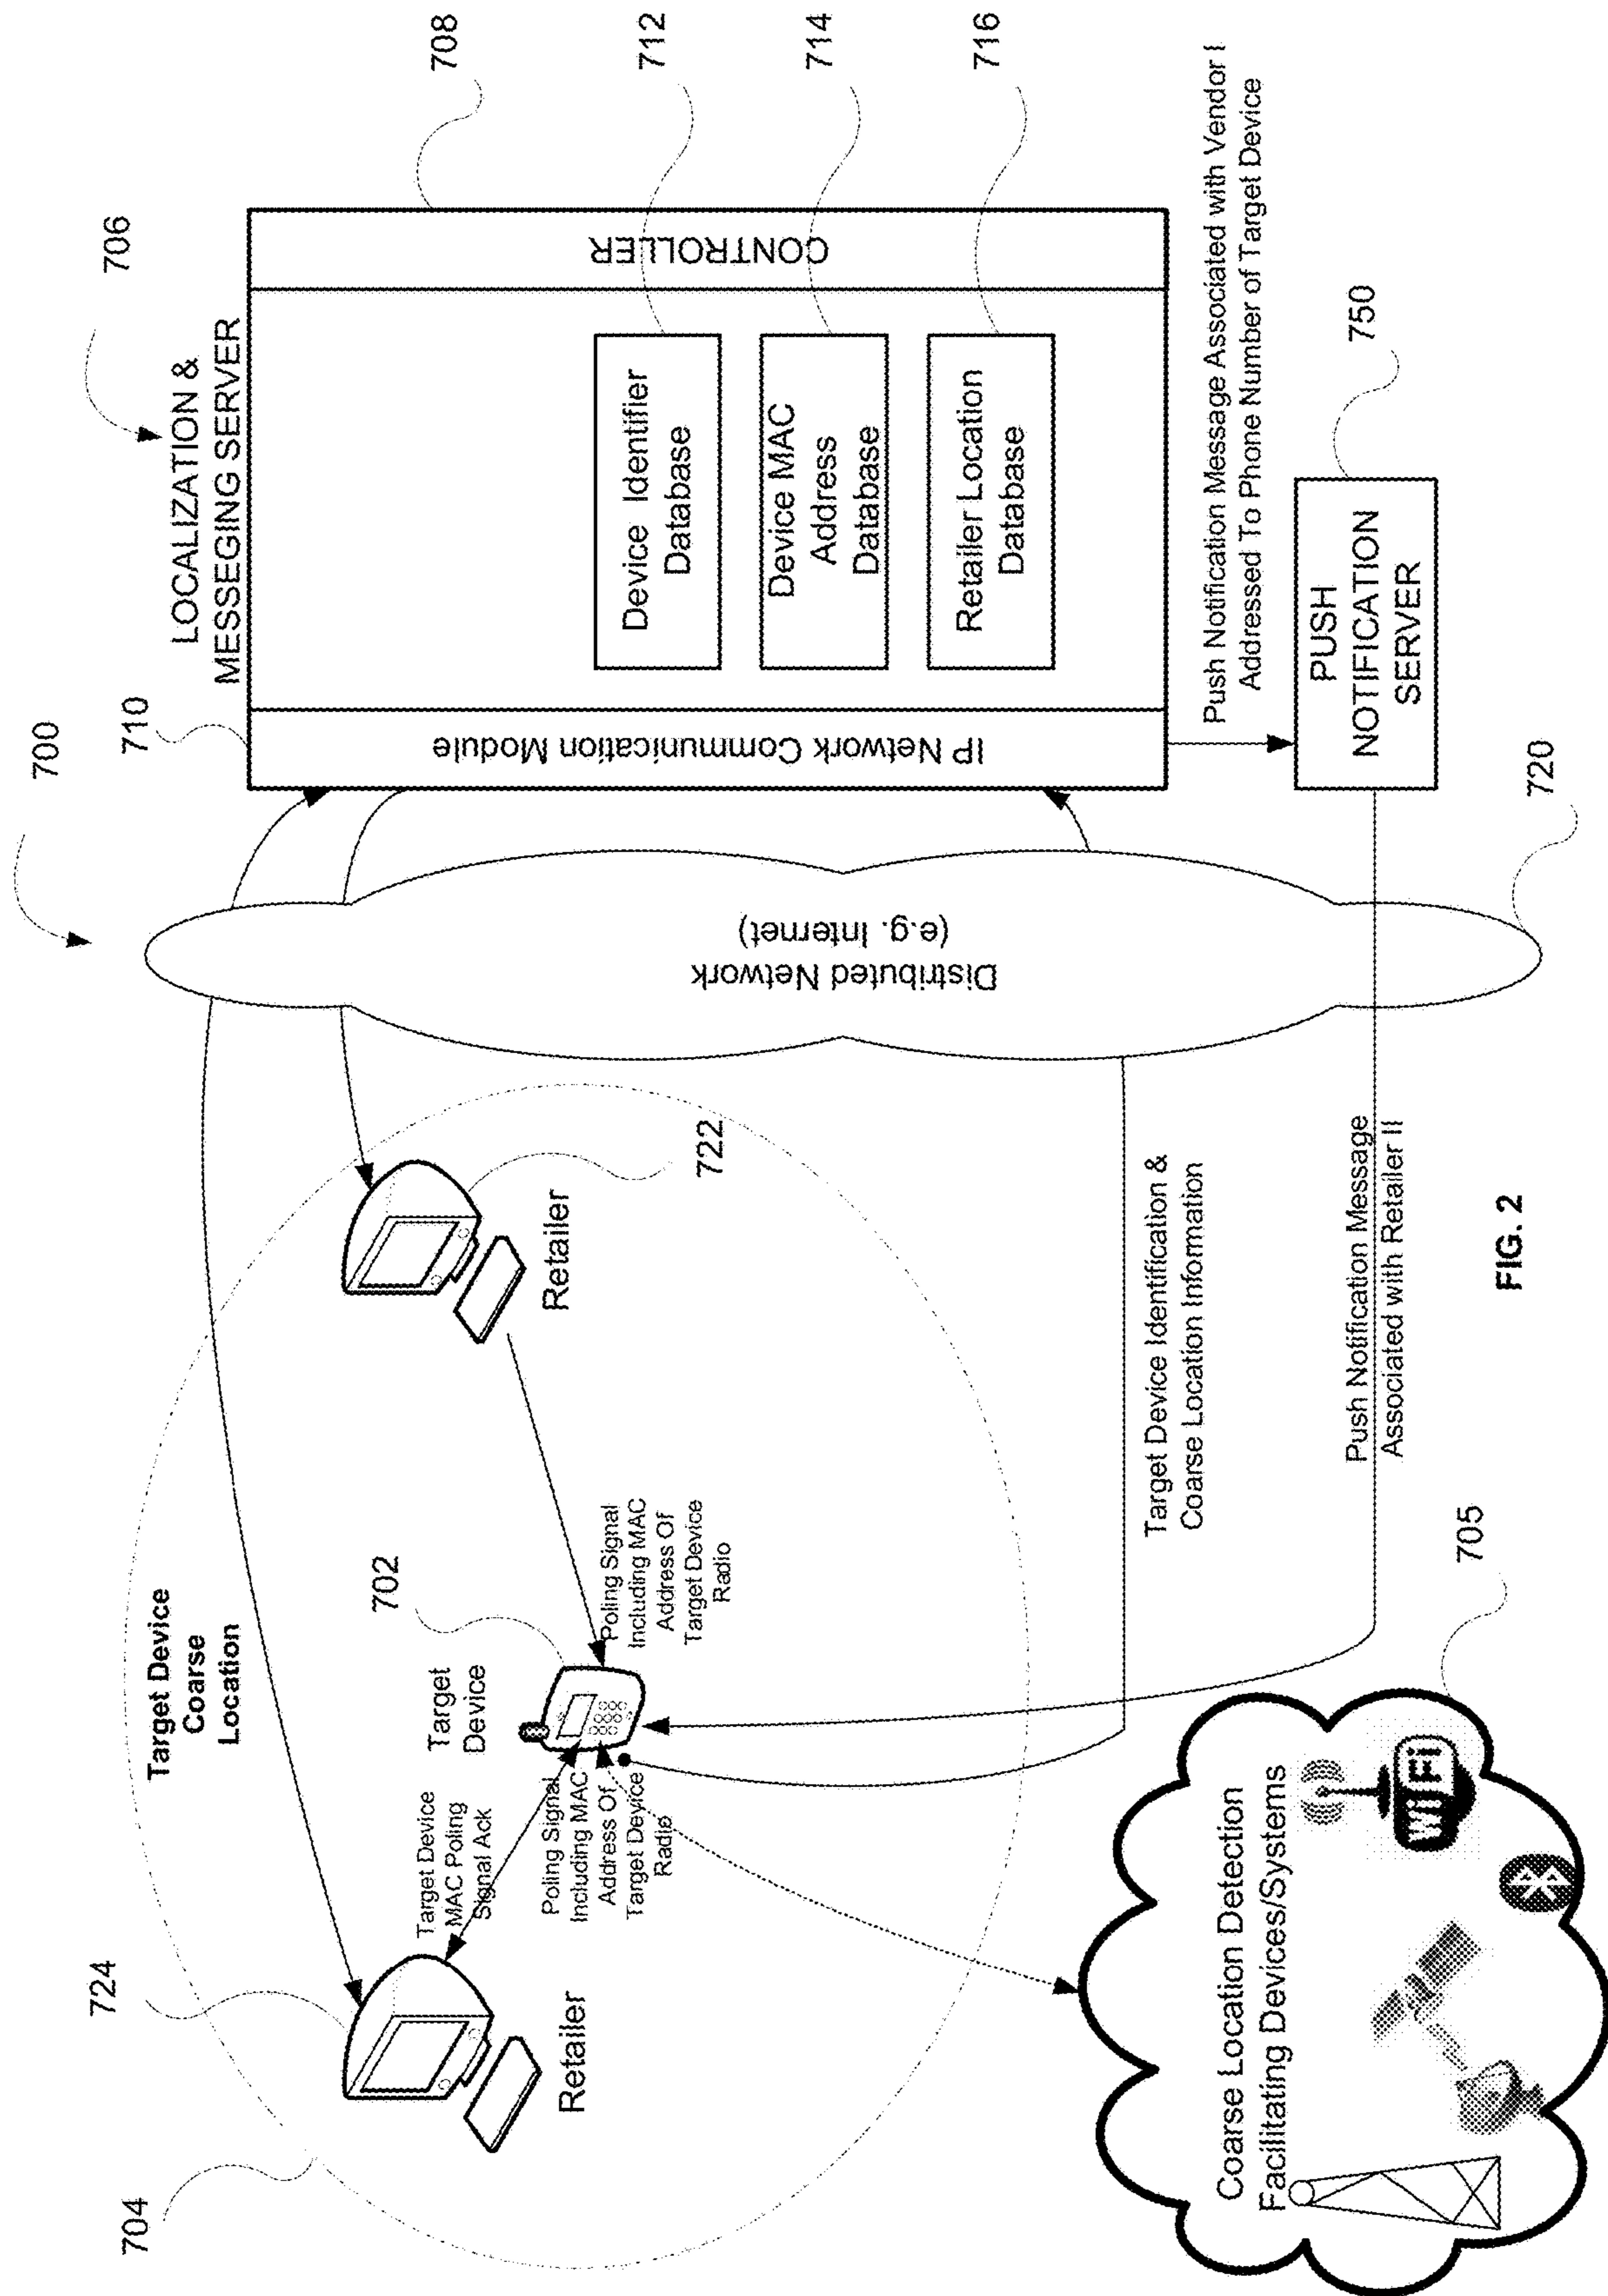 700
706
LOCALIZATION &
MESSEGING SERVER
710
708
712
714
716
IP Network Communication Module
CONTROLLER
Device Identifier
Database
Device MAC
Address
Database
Retailer Location
Database
Push Notification Message Associated with Vendor I
Addressed To Phone Number of Target Device
PUSH
NOTIFICATION
SERVER
750
720
Distributed Network
(e.g. Internet)
704
724
Retailer
722
Retailer
Target Device
Coarse
Location
702
Target
Device
Target Device
MAC Poling
Signal Ack
Poling Signal
Including MAC
Address Of
Target Device
Radio
Poling Signal
Including MAC
Address Of
Target Device
Radio
Target Device Identification &
Coarse Location Information
Push Notification Message
Associated with Retailer II
705
Coarse Location Detection
Facilitating Devices/Systems
Wi Fi
FIG. 2